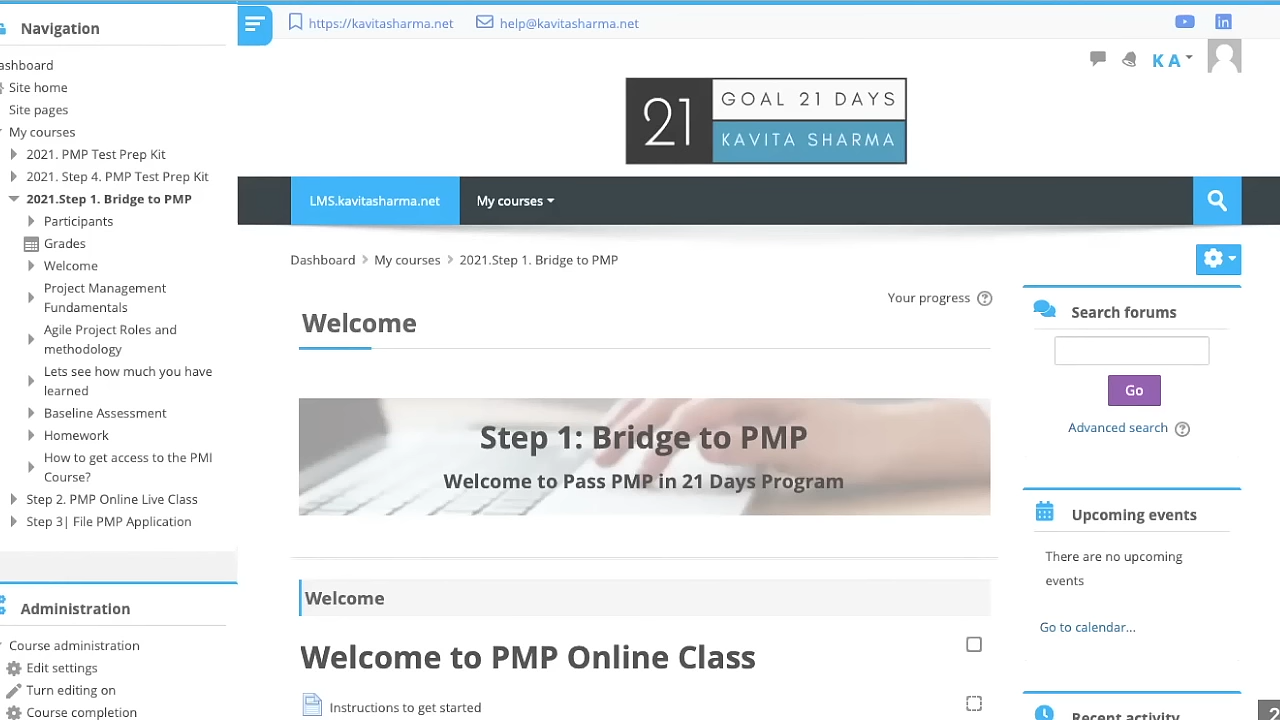 Navigation
https://kavitasharma.net
help@kavitasharma.net
ashboard
Site home
Site pages
My courses
2021. PMP Test Prep Kit
2021. Step 4. PMP Test Prep Kit
2021.Step 1. Bridge to PMP
Participants
Grades
Welcome
Project Management
Fundamentals
Agile Project Roles and
methodology
Lets see how much you have
learned
Baseline Assessment
Homework
How to get access to the PMI
Course?
Step 2. PMP Online Live Class
Step 3| File PMP Application
Administration
Course administration
Edit settings
Turn editing on
Course completion
K A
21
GOAL 21 DAYS
KAVITA SHARMA
LMS.kavitasharma.net
My courses
Dashboard
My courses
2021.Step 1. Bridge to PMP
Your progress
Welcome
Step 1: Bridge to PMP
Welcome to Pass PMP in 21 Days Program
Welcome
Welcome to PMP Online Class
Instructions to get started
Search forums
Go
Advanced search
Upcoming events
There are no upcoming
events
Go to calendar...
Recent activity
2